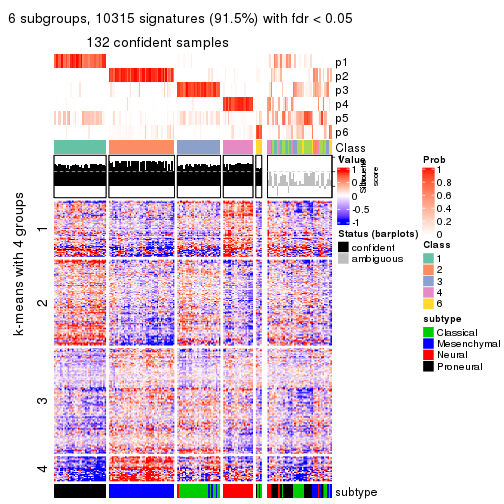 6 subgroups, 10315 signatures (91.5%) with fdr < 0.05
132 confident samples
p1
p2
p3
p4
p5
p6
Class
Silhouette
score
k-means with 4 groups
1
2
3
4
subtype
Value
1
0.5
0
-0.5
-1
Status (barplots)
confident
ambiguous
Prob
1
0.8
0.6
0.4
0.2
0
Class
1
2
3
4
6
subtype
Classical
Mesenchymal
Neural
Proneural